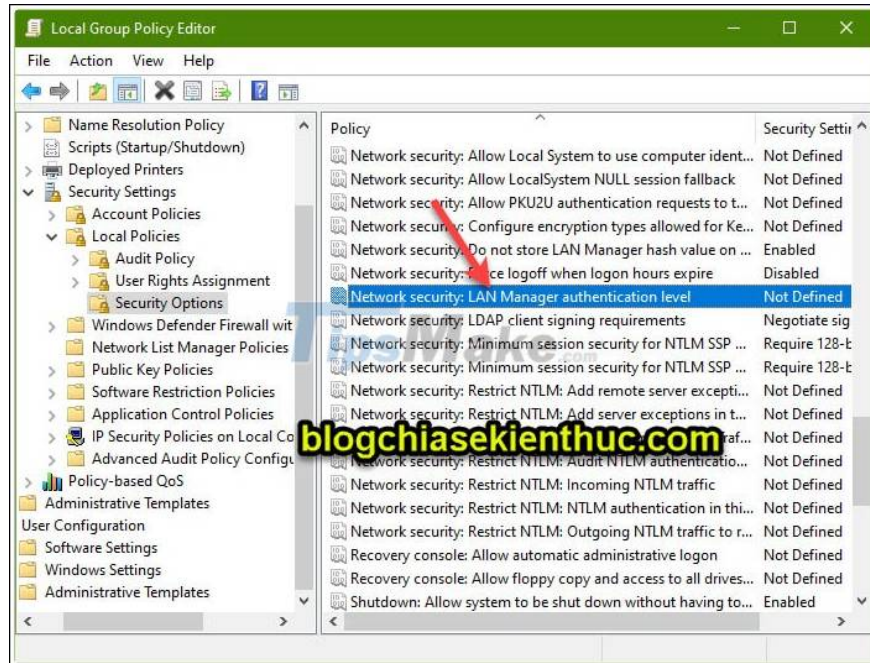 Local Group Policy Editor
File Action View Help
Name Resolution Policy
Scripts (Startup/Shutdown)
Deployed Printers
Security Settings
Account Policies
Local Policies
Audit Policy
User Rights Assignment
Security Options
Windows Defender Firewall wit
Network List Manager Policies
Public Key Policies
Software Restriction Policies
Application Control Policies
IP Security Policies on Local Co
Advanced Audit Policy Configu
Policy-based QoS
Administrative Templates
User Configuration
Software Settings
Windows Settings
Administrative Templates
Policy Security Settin
Network security: Allow Local System to use computer ident... Not Defined
Network security: Allow LocalSystem NULL session fallback Not Defined
Network security: Allow PKU2U authentication requests to t... Not Defined
Network security: Configure encryption types allowed for Ke... Not Defined
Network security: Do not store LAN Manager hash value on ... Enabled
Network security: logoff when logon hours expire Disabled
Network security: LAN Manager authentication level Not Defined
Network security: LDAP client signing requirements Negotiate sig
Network security: Minimum session security for NTLM SSP ... Require 128-b
Network security: Minimum session security for NTLM SSP ... Require 128-b
Network security: Restrict NTLM: Add remote server excepti... Not Defined
Network security: Restrict NTLM: Add server exceptions in t... Not Defined
Not Defined
Network security: Restrict NTLM: Audit NTLM authenticatio... Not Defined
Network security: Restrict NTLM: Incoming NTLM traffic Not Defined
Network security: Restrict NTLM: NTLM authentication in thi... Not Defined
Network security: Restrict NTLM: Outgoing NTLM traffic to r... Not Defined
Recovery console: Allow automatic administrative logon Not Defined
Recovery console: Allow floppy copy and access to all drives... Not Defined
Shutdown: Allow system to be shut down without having to... Enabled
TipsMake.com
blogchiasekienthuc.com